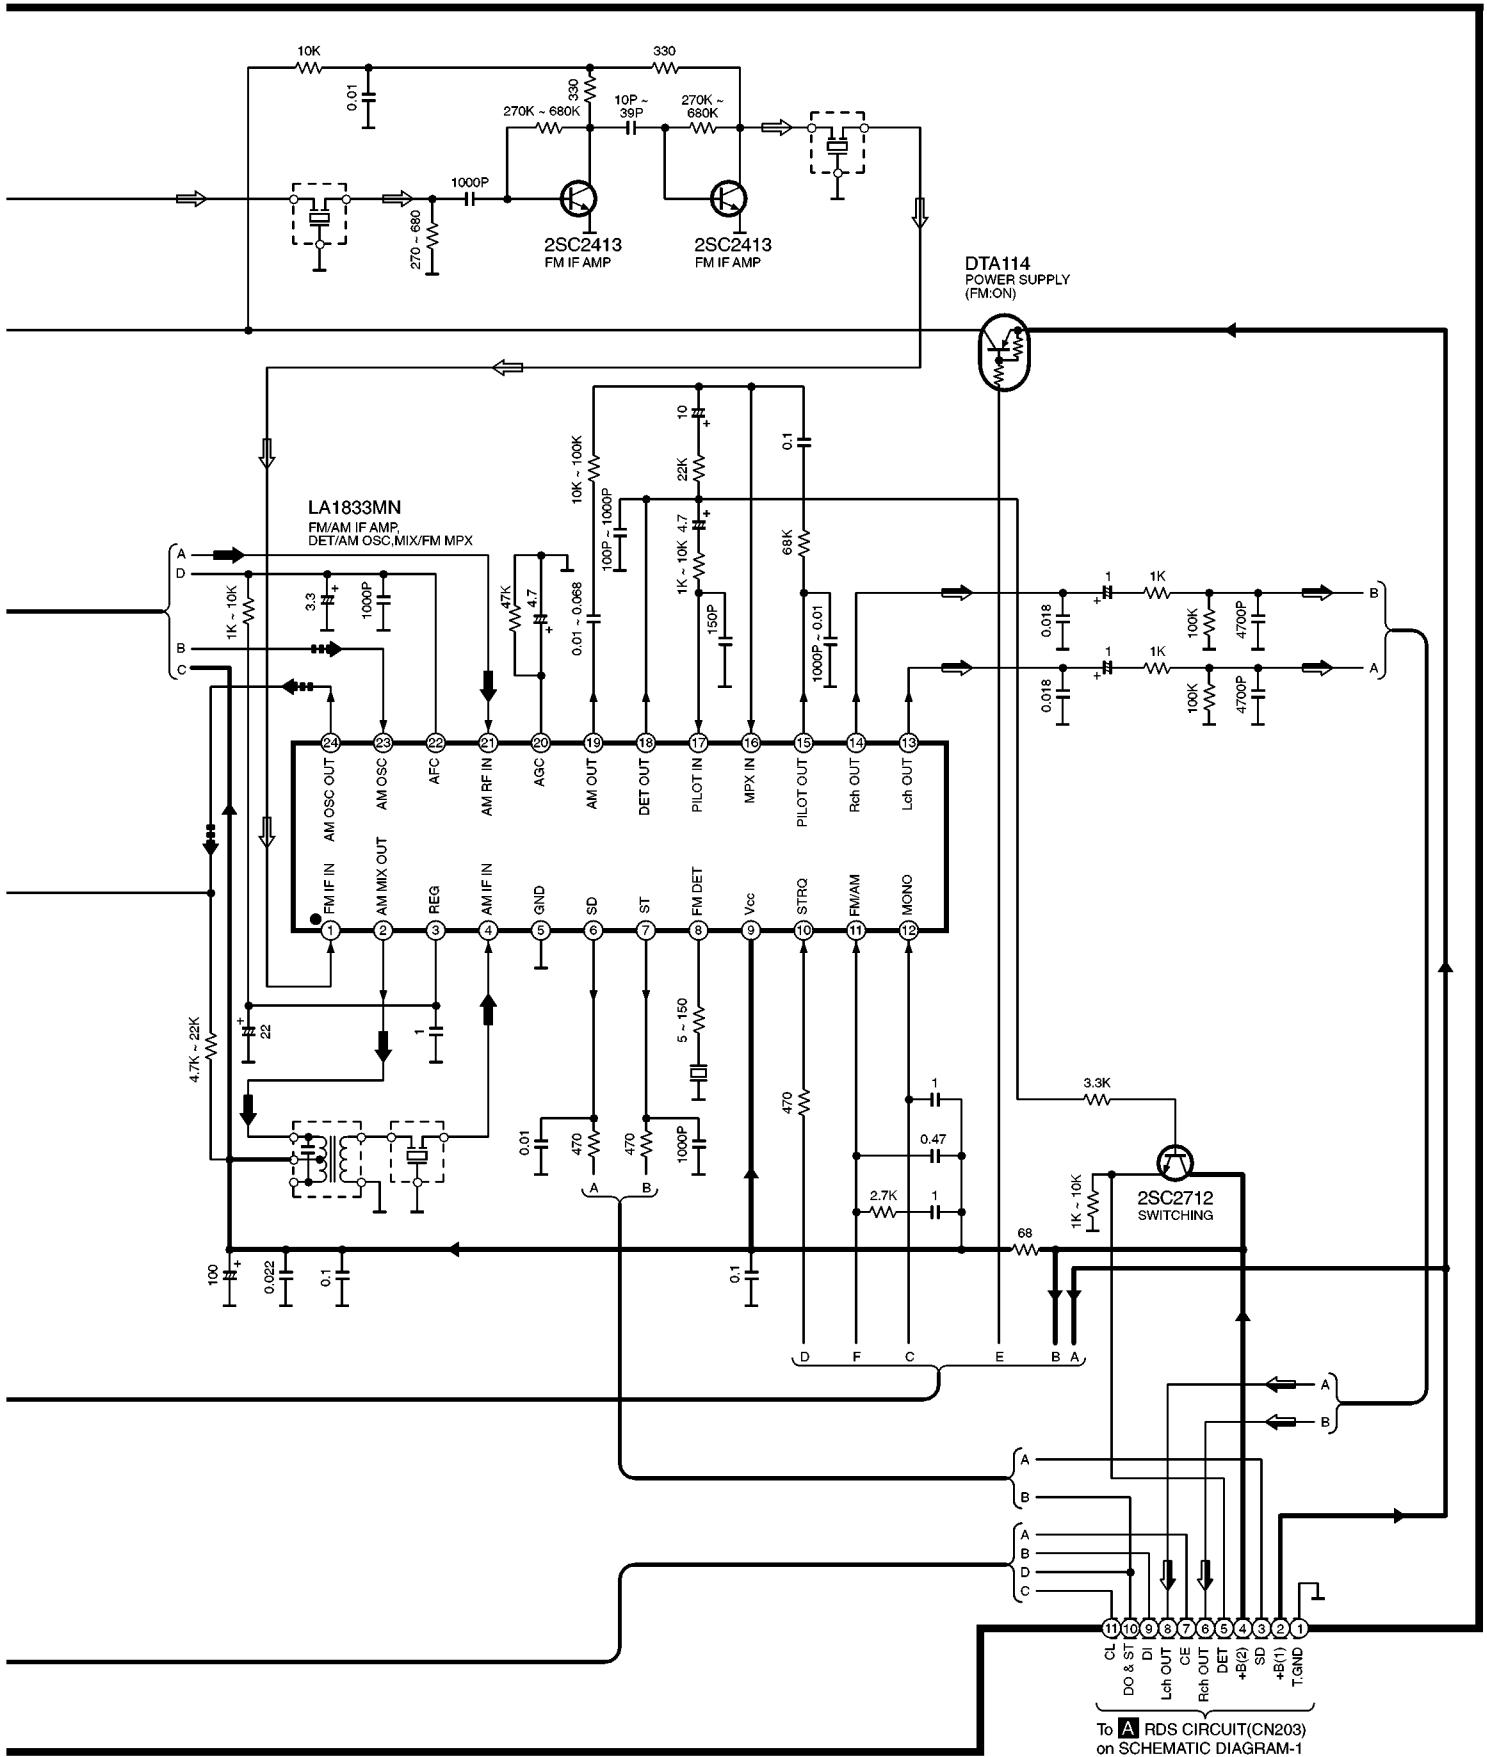 10K
330
0.01
330
270K ~ 680K
10P ~
39P
270K ~
680K
1000P
270 ~ 680
2SC2413
FM IF AMP
2SC2413
FM IF AMP
DTA114
POWER SUPPLY
(FM:ON)
LA1833MN
FM/AM IF AMP,
DET/AM OSC,MIX/FM MPX
A
D
B
C
1K ~ 10K
3.3
+
1000P
47K
4.7
+
10K ~ 100K
0.01 ~ 0.068
100P ~ 1000P
10
+
22K
4.7
+
1K ~ 10K
150P
0.1
68K
1000P ~ 0.01
0.018
1
+
1K
100K
4700P
B
0.018
1
+
1K
100K
4700P
A
24 23 22 21 20 19 18 17 16 15 14 13
AM OSC OUT
AM OSC
AFC
AM RF IN
AGC
AM OUT
DET OUT
PILOT IN
MPX IN
PILOT OUT
Rch OUT
Lch OUT
FM IF IN
AM MIX OUT
REG
AM IF IN
GND
SD
ST
FM DET
Vcc
STRQ
FM/AM
MONO
1 2 3 4 5 6 7 8 9 10 11 12
4.7K ~ 22K
+
22
1
5 ~ 150
470
0.01
470
470
1000P
A
B
1
0.47
2.7K
1
3.3K
1K ~ 10K
2SC2712
SWITCHING
68
100
+
0.022
0.1
0.1
D
F
C
E
B
A
A
B
A
B
A
B
D
C
11 10 9 8 7 6 5 4 3 2 1
CL
DO & ST
DI
Lch OUT
CE
Rch OUT
DET
+B(2)
SD
+B(1)
T.GND
To A RDS CIRCUIT(CN203)
on SCHEMATIC DIAGRAM-1